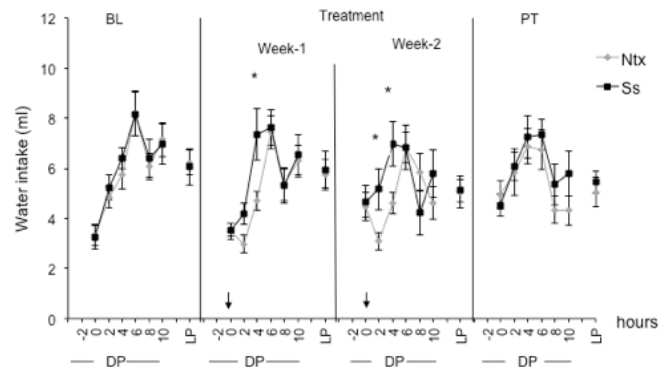 Treatment
BL
PT
Week-1
Week-2
Ntx
Ss
*
*
*
Water intake (ml)
12
10
8
6
4
2
0
-2 0 2 4 6 8 10 LP
-2 0 2 4 6 8 10 LP
-2 0 2 4 6 8 10 LP
-2 0 2 4 6 8 10 LP
hours
DP
DP
DP
DP